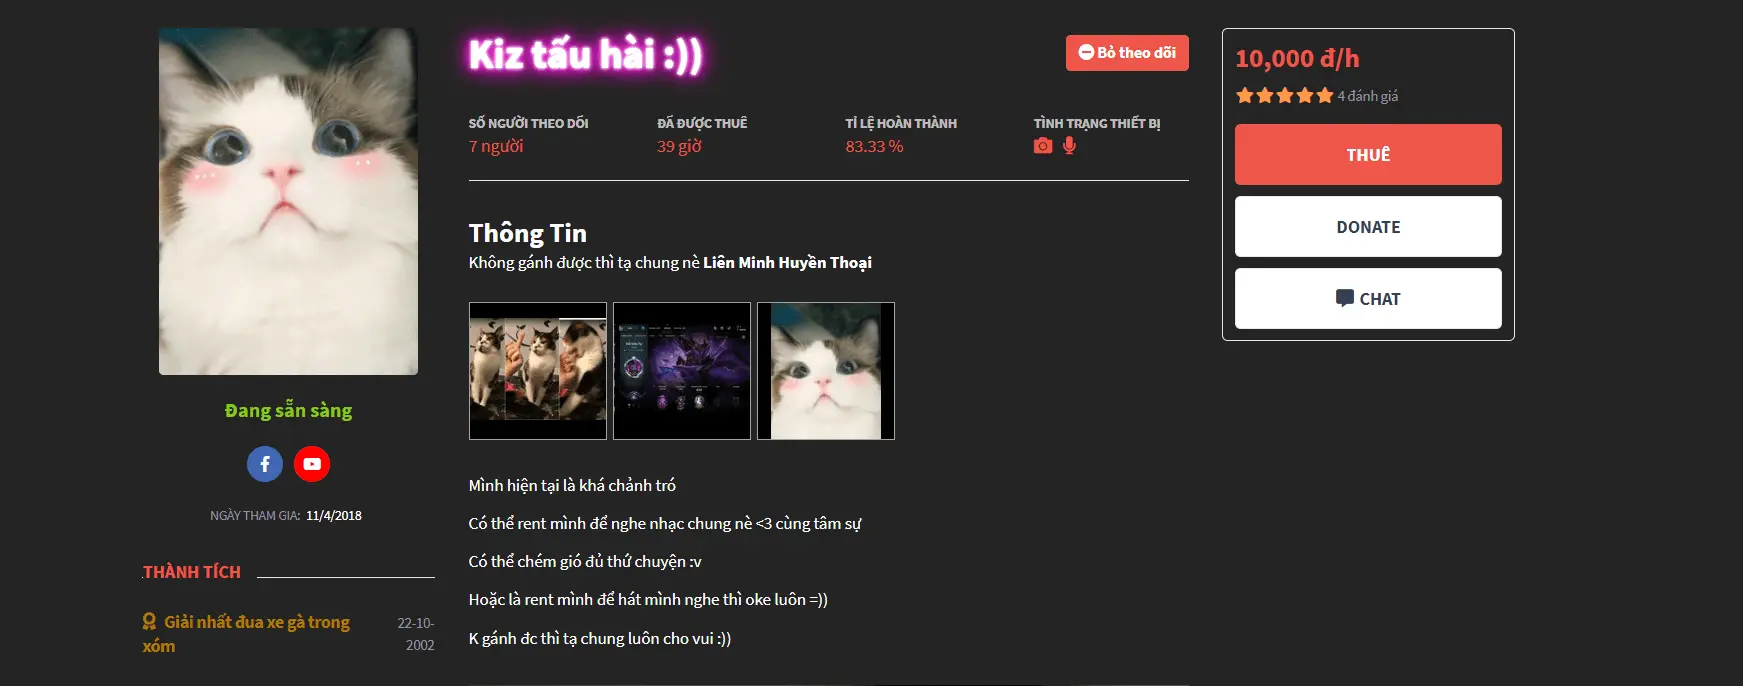 Kiz tấu hài :))
Bỏ theo dõi
SỐ NGƯỜI THEO DÕI
7 người
ĐÃ ĐƯỢC THUÊ
39 giờ
TỈ LỆ HOÀN THÀNH
83.33 %
TÌNH TRẠNG THIẾT BỊ
Thông Tin
Không gánh được thì tạ chung nè Liên Minh Huyền Thoại
Mình hiện tại là khá chảnh tró
Có thể rent mình để nghe nhạc chung nè <3 cùng tâm sự
Có thể chém gió đủ thứ chuyện :v
Hoặc là rent mình để hát mình nghe thì oke luôn =))
K gánh đc thì tạ chung luôn cho vui :))
Đang sẵn sàng
NGÀY THAM GIA: 11/4/2018
THÀNH TÍCH
Giải nhất đua xe gà trong
xóm
22-10-
2002
10,000 đ/h
4 đánh giá
THUÊ
DONATE
CHAT